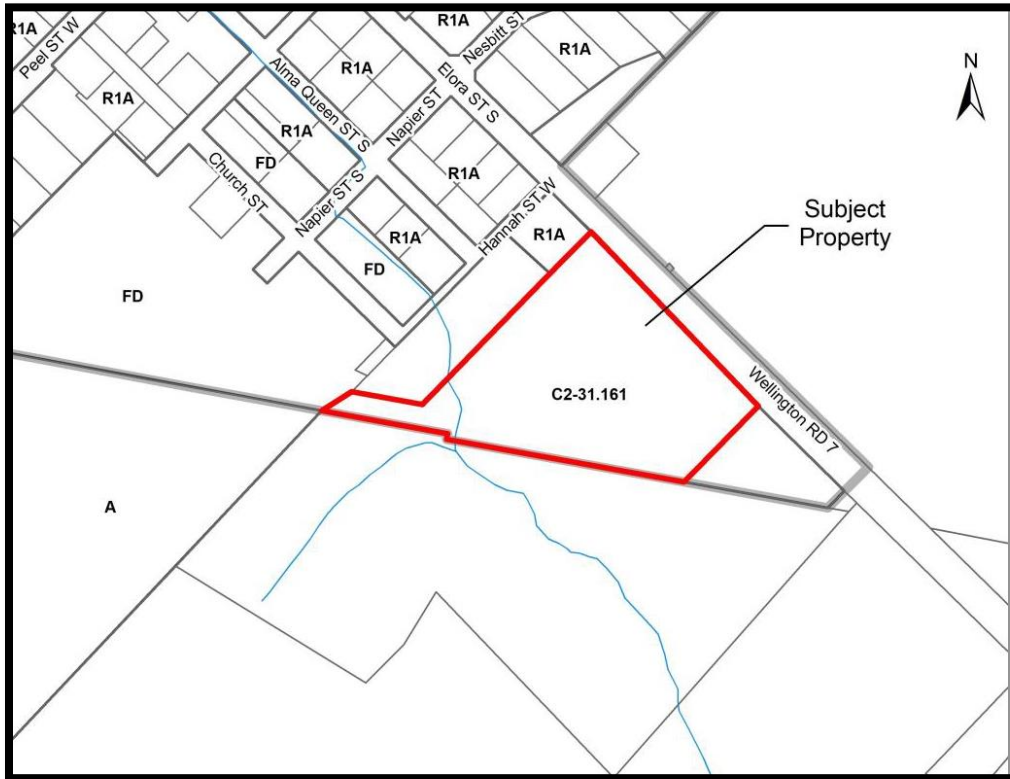 R1A
Peel ST W
R1A
R1A
Alma Queen ST S
R1A
Nesbitt ST
R1A
Elora ST S
N
R1A
FD
Napier ST
Church ST
Napier ST S
R1A
Hannah ST W
R1A
R1A
FD
Subject
Property
FD
C2-31.161
Wellington RD 7
A